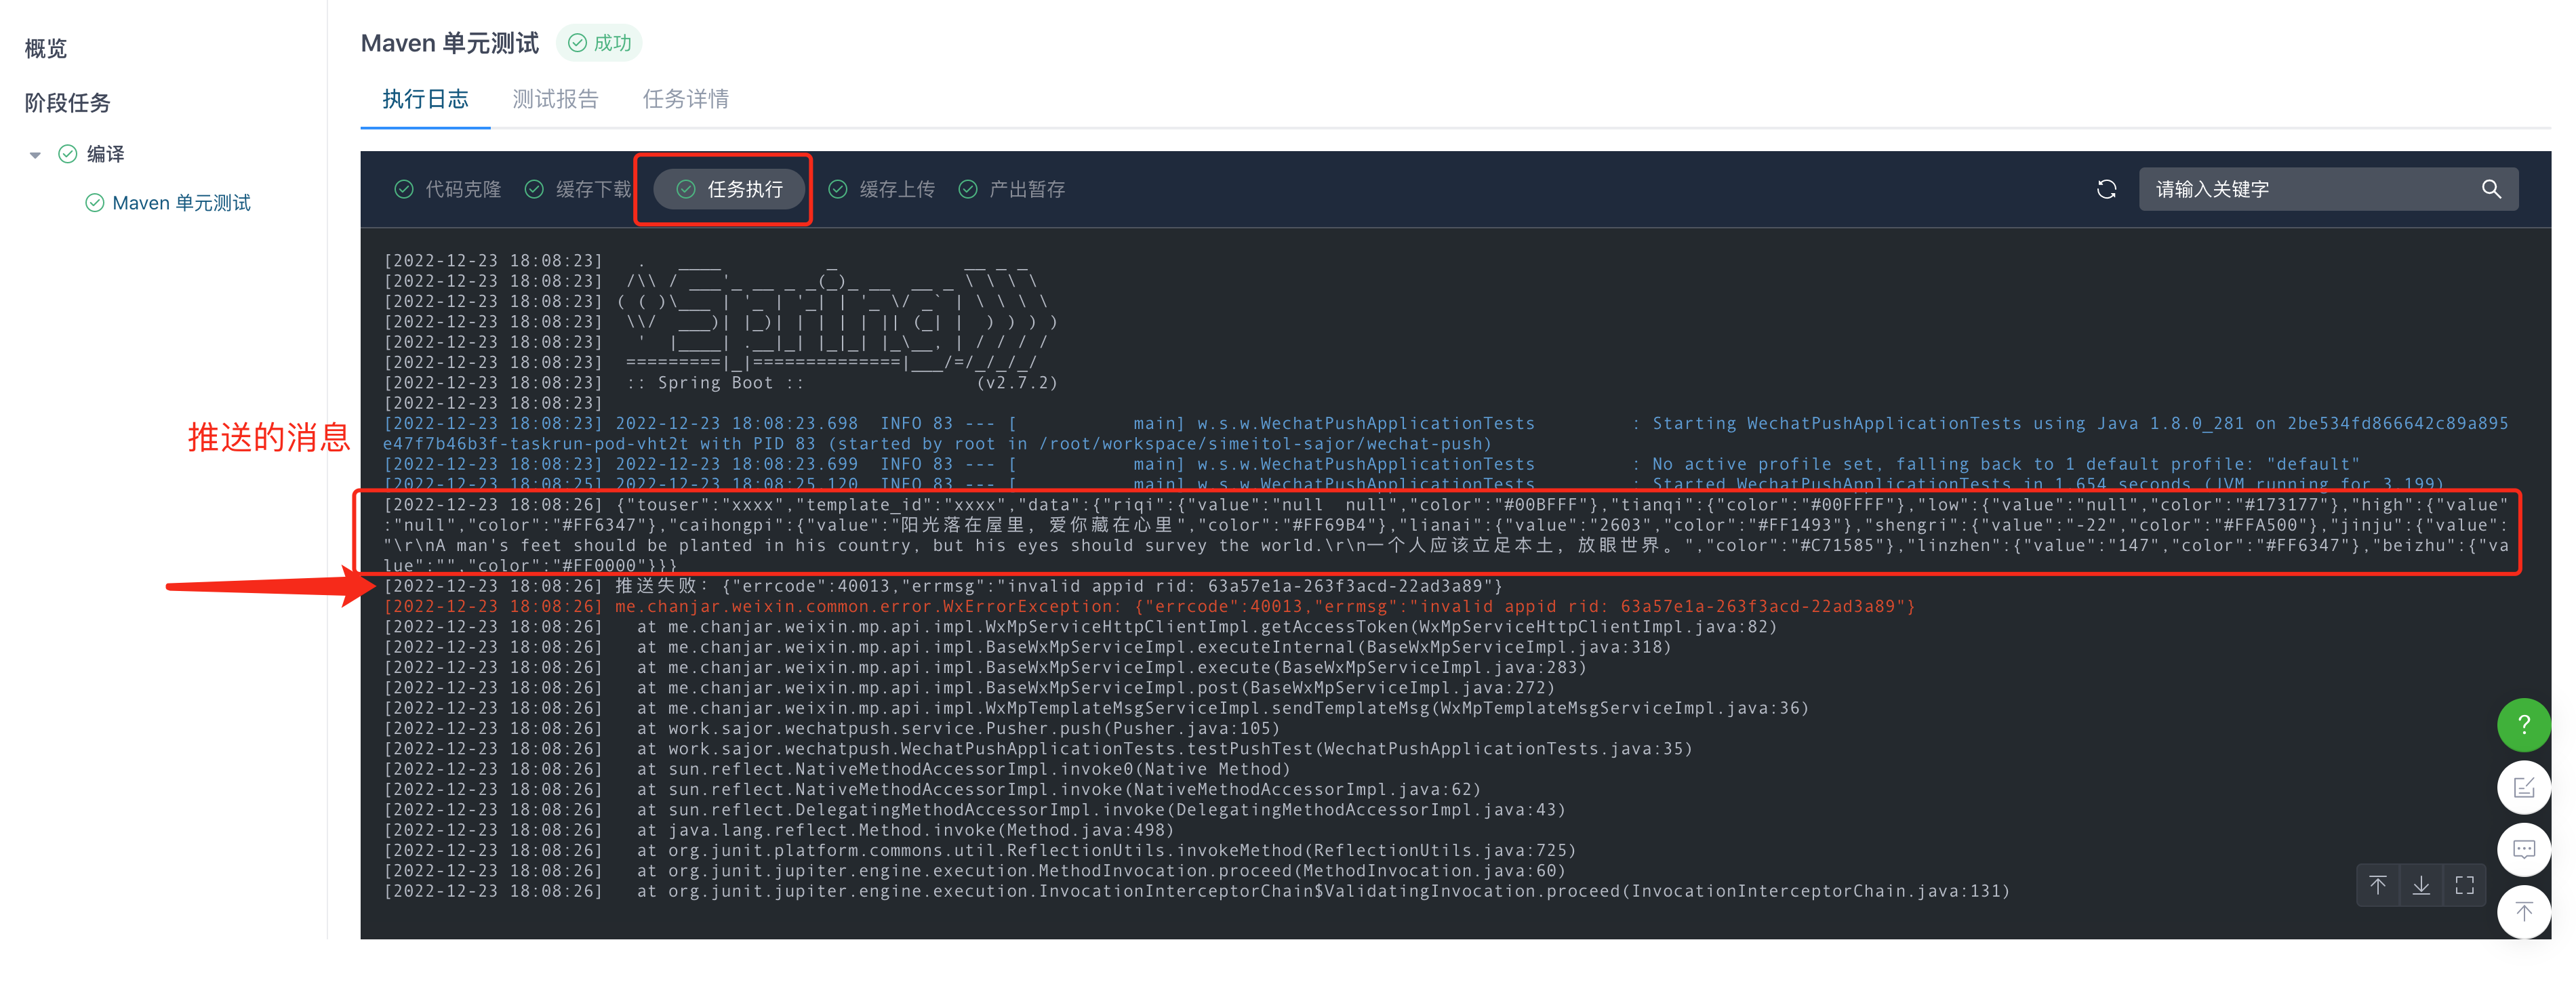 概览
阶段任务
编译
Maven 单元测试
Maven 单元测试 成功
执行日志 测试报告 任务详情
代码克隆 缓存下载 任务执行 缓存上传 产出暂存 请输入关键字
[2022-12-23 18:08:23]   .   ____          _            __ _ _
[2022-12-23 18:08:23]  /\\ / ___'_ __ _ _(_)_ __  __ _ \ \ \ \
[2022-12-23 18:08:23] ( ( )\___ | '_ | '_| | '_ \/ _` | \ \ \ \
[2022-12-23 18:08:23]  \\/  ___)| |_)| | | | | || (_| |  ) ) ) )
[2022-12-23 18:08:23]   '  |____| .__|_| |_|_| |_\__, | / / / /
[2022-12-23 18:08:23]  =========|_|==============|___/=/_/_/_/
[2022-12-23 18:08:23]  :: Spring Boot ::                (v2.7.2)
[2022-12-23 18:08:23]
[2022-12-23 18:08:23] 2022-12-23 18:08:23.698  INFO 83 --- [           main] w.s.w.WechatPushApplicationTests         : Starting WechatPushApplicationTests using Java 1.8.0_281 on 2be534fd866642c89a895
e47f7b46b3f-taskrun-pod-vht2t with PID 83 (started by root in /root/workspace/simeitol-sajor/wechat-push)
推送的消息
[2022-12-23 18:08:23] 2022-12-23 18:08:23.699  INFO 83 --- [           main] w.s.w.WechatPushApplicationTests         : No active profile set, falling back to 1 default profile: "default"
[2022-12-23 18:08:25] 2022-12-23 18:08:25.120  INFO 83 --- [           main] w.s.w.WechatPushApplicationTests         : Started WechatPushApplicationTests in 1.654 seconds (JVM running for 3.199)
[2022-12-23 18:08:26] {"touser":"xxxx","template_id":"xxxx","data":{"riqi":{"value":"null  null","color":"#00BFFF"},"tianqi":{"color":"#00FFFF"},"low":{"value":"null","color":"#173177"},"high":{"value"
:"null","color":"#FF6347"},"caihongpi":{"value":"阳光落在屋里，爱你藏在心里","color":"#FF69B4"},"lianai":{"value":"2603","color":"#FF1493"},"shengri":{"value":"-22","color":"#FFA500"},"jinju":{"value":
"\r\nA man's feet should be planted in his country, but his eyes should survey the world.\r\n一个人应该立足本土，放眼世界。","color":"#C71585"},"linzhen":{"value":"147","color":"#FF6347"},"beizhu":{"va
lue":"","color":"#FF0000"}}}
[2022-12-23 18:08:26] 推送失败：{"errcode":40013,"errmsg":"invalid appid rid: 63a57e1a-263f3acd-22ad3a89"}
[2022-12-23 18:08:26] me.chanjar.weixin.common.error.WxErrorException: {"errcode":40013,"errmsg":"invalid appid rid: 63a57e1a-263f3acd-22ad3a89"}
[2022-12-23 18:08:26]   at me.chanjar.weixin.mp.api.impl.WxMpServiceHttpClientImpl.getAccessToken(WxMpServiceHttpClientImpl.java:82)
[2022-12-23 18:08:26]   at me.chanjar.weixin.mp.api.impl.BaseWxMpServiceImpl.executeInternal(BaseWxMpServiceImpl.java:318)
[2022-12-23 18:08:26]   at me.chanjar.weixin.mp.api.impl.BaseWxMpServiceImpl.execute(BaseWxMpServiceImpl.java:283)
[2022-12-23 18:08:26]   at me.chanjar.weixin.mp.api.impl.BaseWxMpServiceImpl.post(BaseWxMpServiceImpl.java:272)
[2022-12-23 18:08:26]   at me.chanjar.weixin.mp.api.impl.WxMpTemplateMsgServiceImpl.sendTemplateMsg(WxMpTemplateMsgServiceImpl.java:36)
[2022-12-23 18:08:26]   at work.sajor.wechatpush.service.Pusher.push(Pusher.java:105)
[2022-12-23 18:08:26]   at work.sajor.wechatpush.WechatPushApplicationTests.testPushTest(WechatPushApplicationTests.java:35)
[2022-12-23 18:08:26]   at sun.reflect.NativeMethodAccessorImpl.invoke0(Native Method)
[2022-12-23 18:08:26]   at sun.reflect.NativeMethodAccessorImpl.invoke(NativeMethodAccessorImpl.java:62)
[2022-12-23 18:08:26]   at sun.reflect.DelegatingMethodAccessorImpl.invoke(DelegatingMethodAccessorImpl.java:43)
[2022-12-23 18:08:26]   at java.lang.reflect.Method.invoke(Method.java:498)
[2022-12-23 18:08:26]   at org.junit.platform.commons.util.ReflectionUtils.invokeMethod(ReflectionUtils.java:725)
[2022-12-23 18:08:26]   at org.junit.jupiter.engine.execution.MethodInvocation.proceed(MethodInvocation.java:60)
[2022-12-23 18:08:26]   at org.junit.jupiter.engine.execution.InvocationInterceptorChain$ValidatingInvocation.proceed(InvocationInterceptorChain.java:131)
?